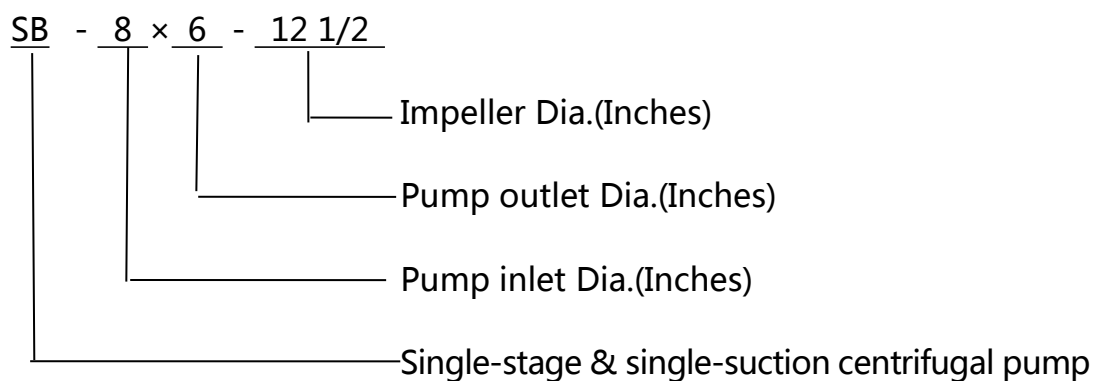 SB - 8 × 6 - 12 1/2
Impeller Dia.(Inches)
Pump outlet Dia.(Inches)
Pump inlet Dia.(Inches)
Single-stage & single-suction centrifugal pump